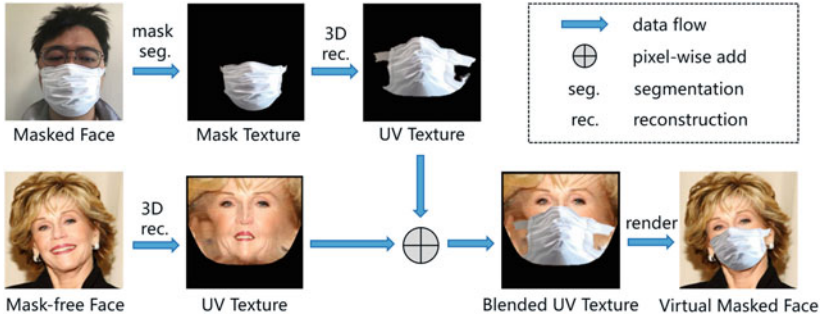 mask
seg.
3D
rec.
Masked Face
Mask Texture
UV Texture
data flow
pixel-wise add
seg. segmentation
rec. reconstruction
3D
rec.
render
Mask-free Face
UV Texture
Blended UV Texture
Virtual Masked Face